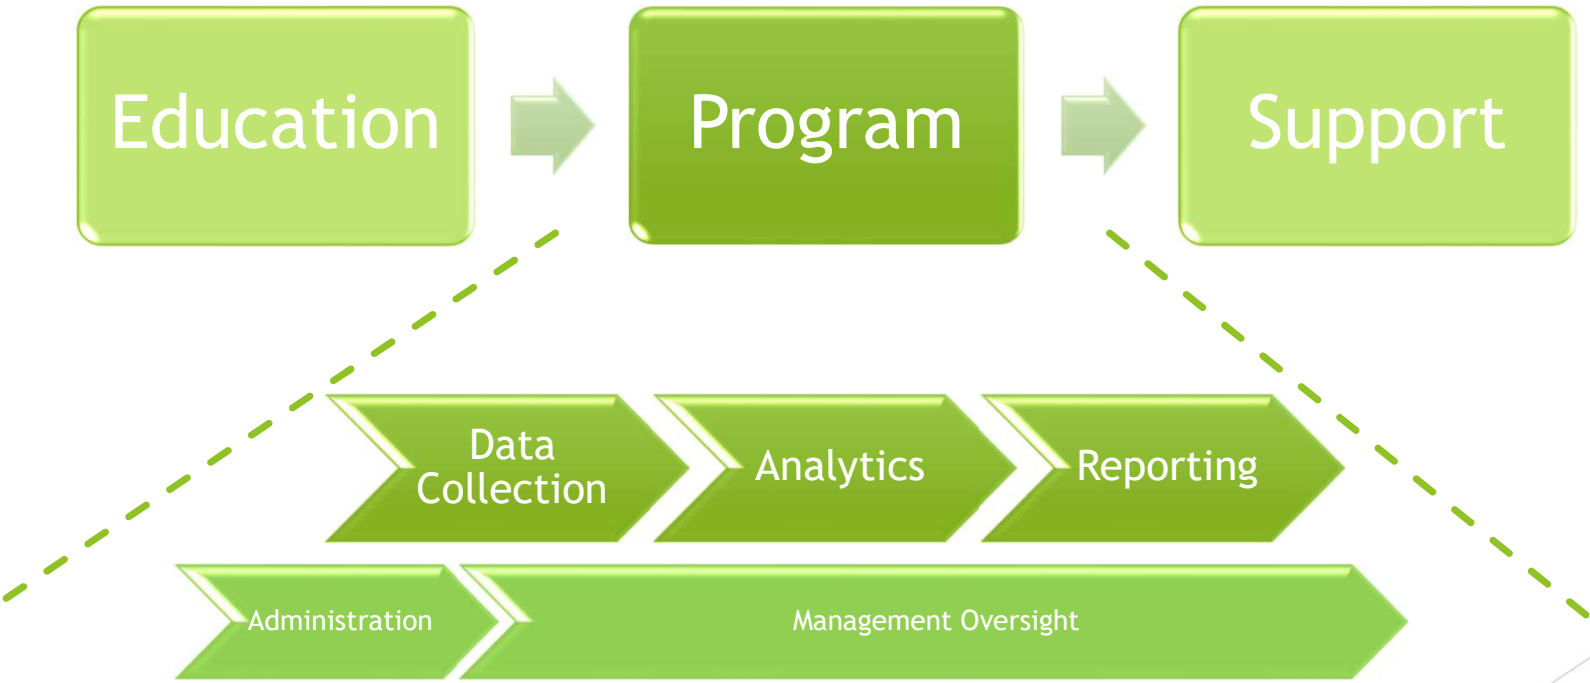 Education
Program
Support
Data
Collection
Analytics
Reporting
Administration
Management Oversight